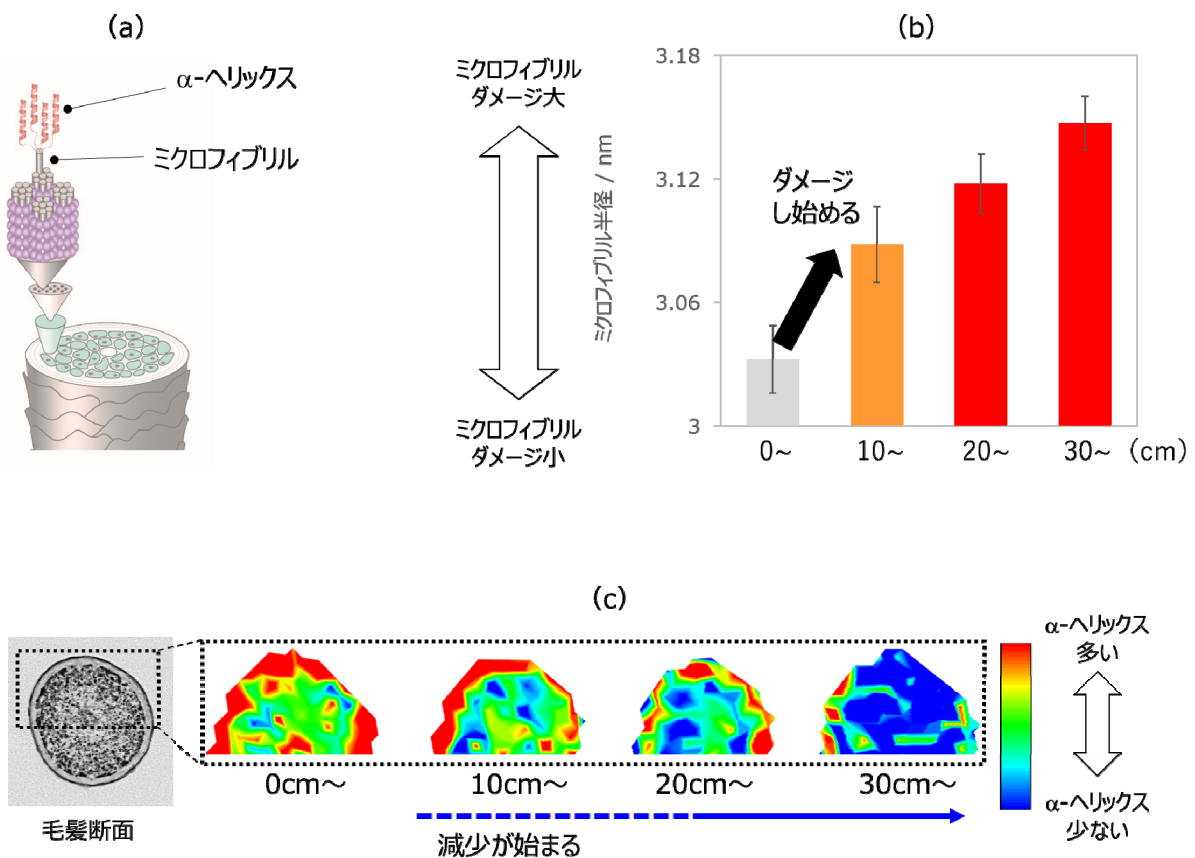 (a)
α-ヘリックス
ミクロフィブリル
ミクロフィブリル
ダメージ大
ミクロフィブリル
ダメージ小
(b)
ミクロフィブリル半径 / nm
3.18
3.12
3.06
3
ダメージ
し始める
0~ 10~ 20~ 30~ (cm)
(c)
毛髪断面
0cm～ 10cm～ 20cm～ 30cm～
減少が始まる
α-ヘリックス
多い
α-ヘリックス
少ない